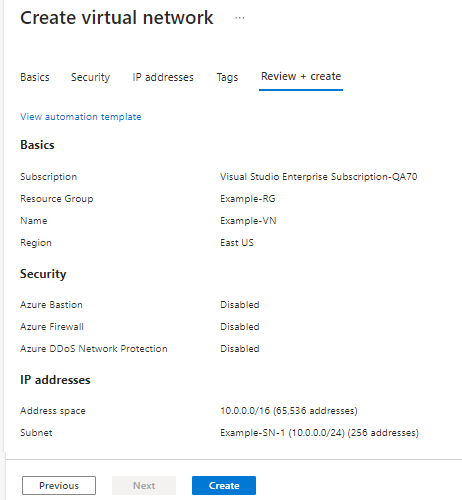 Create virtual network ...
Basics Security IP addresses Tags Review + create
View automation template
Basics
Subscription Visual Studio Enterprise Subscription-QA70
Resource Group Example-RG
Name Example-VN
Region East US
Security
Azure Bastion Disabled
Azure Firewall Disabled
Azure DDoS Network Protection Disabled
IP addresses
Address space 10.0.0.0/16 (65,536 addresses)
Subnet Example-SN-1 (10.0.0.0/24) (256 addresses)
Previous Next Create